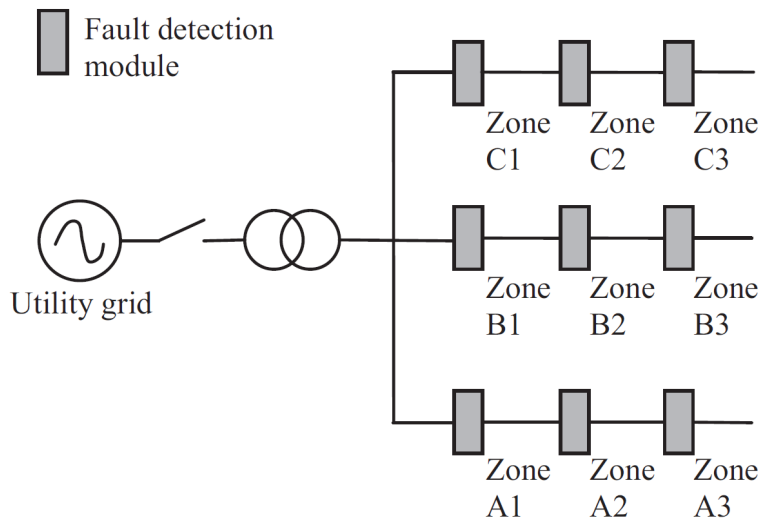 Fault detection
module
Zone
C1
Zone
C2
Zone
C3
Utility grid
Zone
B1
Zone
B2
Zone
B3
Zone
A1
Zone
A2
Zone
A3